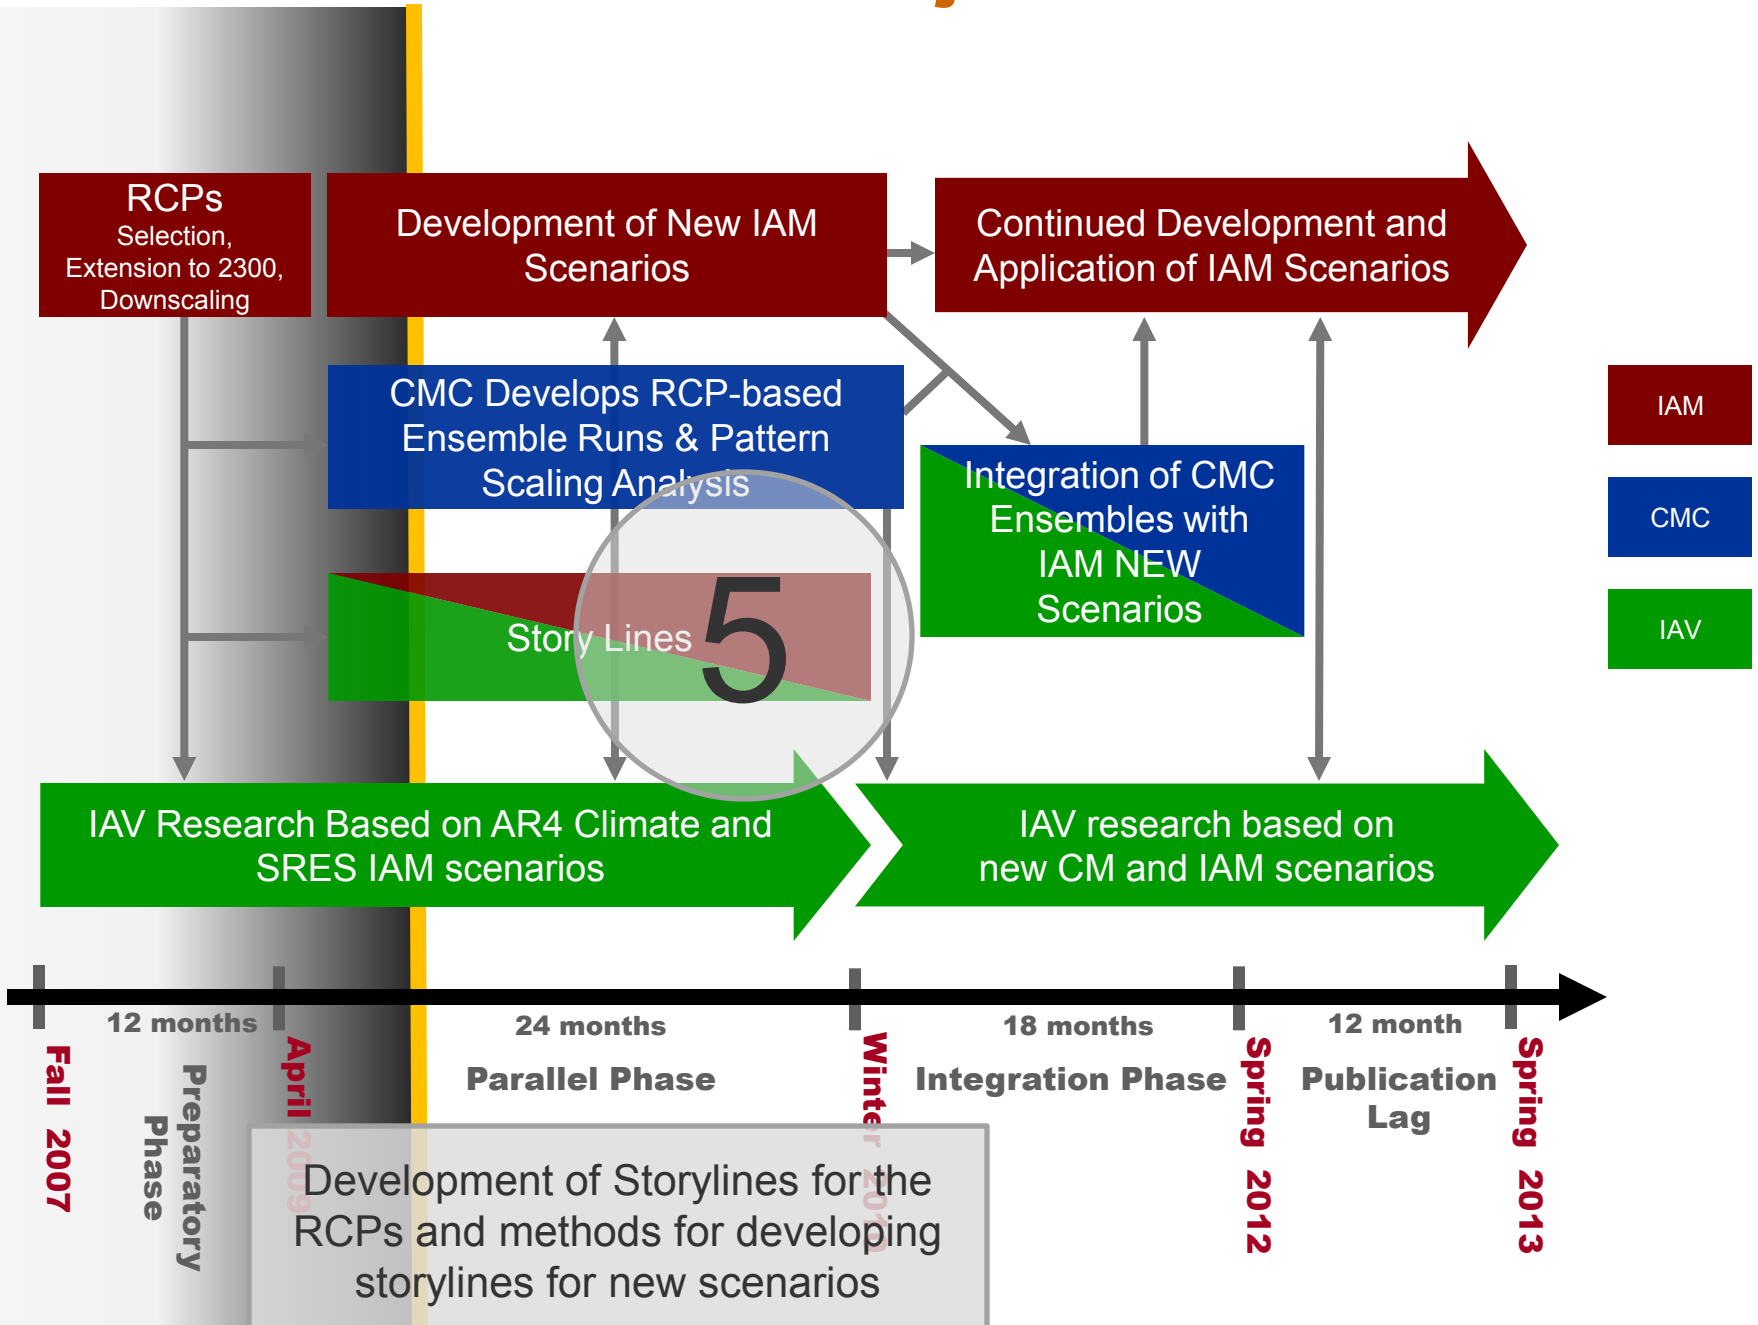 RCPs
Selection,
Extension to 2300,
Downscaling
Development of New IAM
Scenarios
Continued Development and
Application of IAM Scenarios
CMC Develops RCP-based
Ensemble Runs & Pattern
Scaling Analysis
Integration of CMC
Ensembles with
IAM NEW
Scenarios
Story Lines
5
IAM
CMC
IAV
IAV Research Based on AR4 Climate and
SRES IAM scenarios
IAV research based on
new CM and IAM scenarios
12 months
24 months
18 months
12 month
Fall 2007
Preparatory
Phase
April 2009
Parallel Phase
Winter 2010
Integration Phase
Spring 2012
Publication
Lag
Spring 2013
Development of Storylines for the
RCPs and methods for developing
storylines for new scenarios